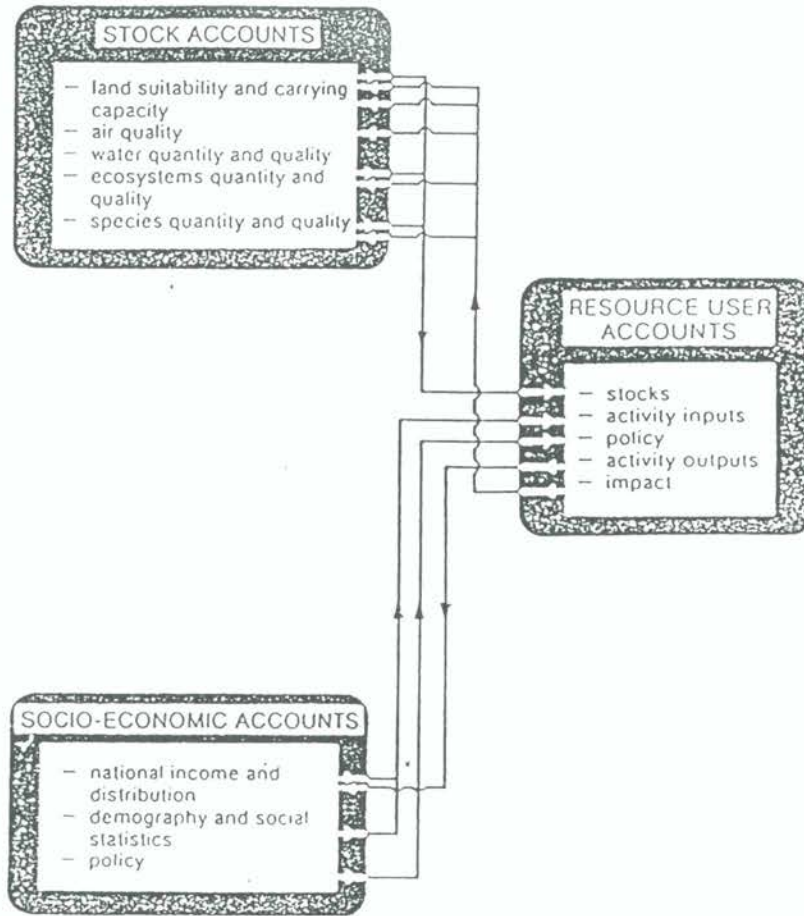 STOCK ACCOUNTS
– land suitability and carrying
capacity
– air quality
– water quantity and quality
– ecosystems quantity and
quality
– species quantity and quality
RESOURCE USER
ACCOUNTS
– stocks
– activity inputs
– policy
– activity outputs
– impact
SOCIO-ECONOMIC ACCOUNTS
– national income and
distribution
– demography and social
statistics
– policy